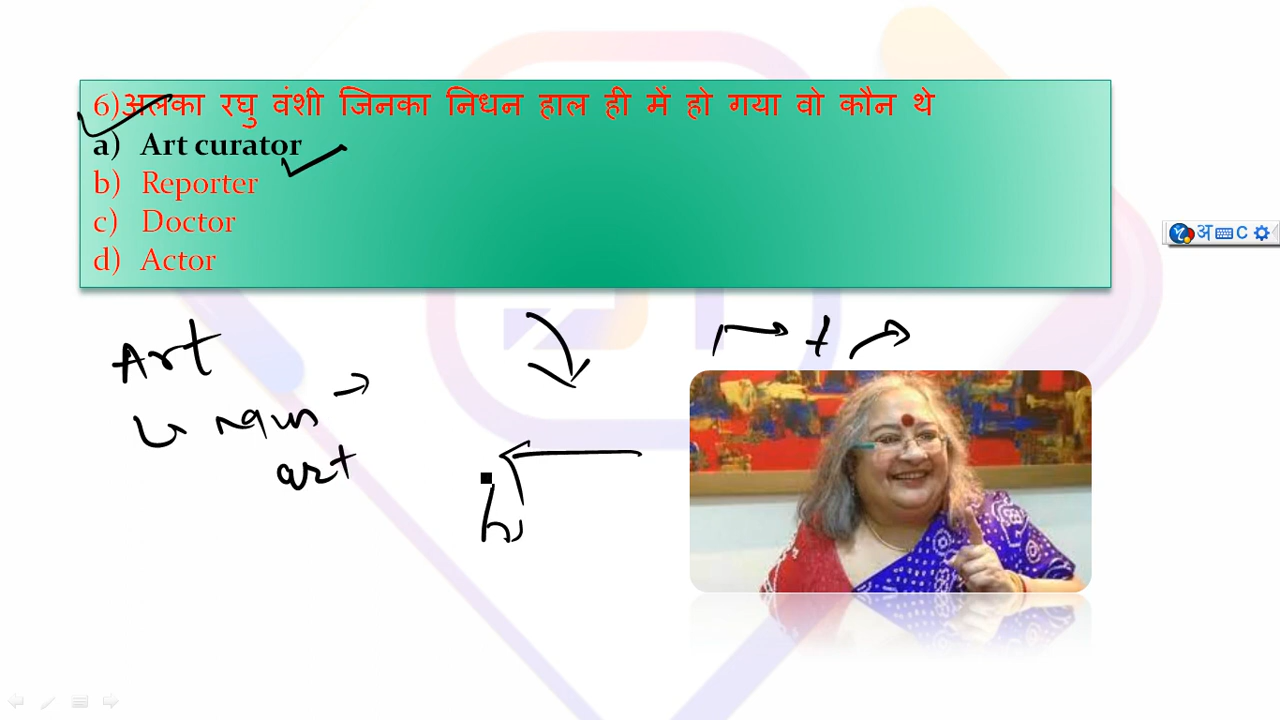 6)अलका रघु वंशी जिनका निधन हाल ही में हो गया वो कौन थे
a) Art curator
b) Reporter
c) Doctor
d) Actor
Art
art
अ
C